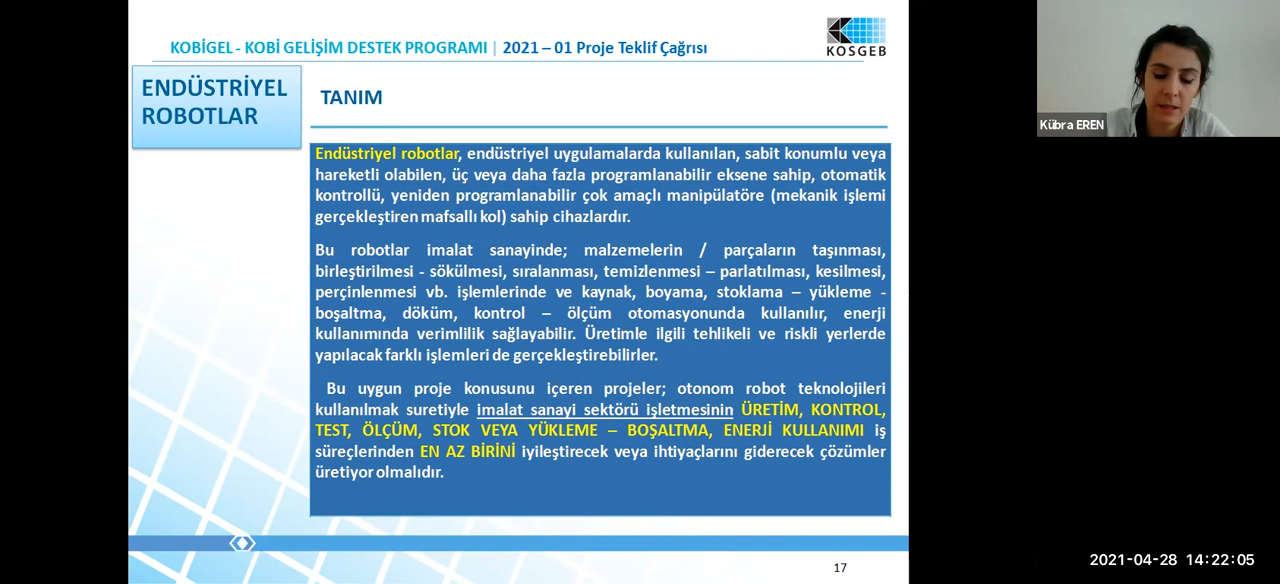 KOBİGEL - KOBİ GELİŞİM DESTEK PROGRAMI | 2021 – 01 Proje Teklif Çağrısı
KOSGEB
ENDÜSTRİYEL
ROBOTLAR
TANIM
Endüstriyel robotlar, endüstriyel uygulamalarda kullanılan, sabit konumlu veya
hareketli olabilen, üç veya daha fazla programlanabilir eksene sahip, otomatik
kontrollü, yeniden programlanabilir çok amaçlı manipülatöre (mekanik işlemi
gerçekleştiren mafsallı kol) sahip cihazlardır.
Bu robotlar imalat sanayinde; malzemelerin / parçaların taşınması,
birleştirilmesi - sökülmesi, sıralanması, temizlenmesi – parlatılması, kesilmesi,
perçinlenmesi vb. işlemlerinde ve kaynak, boyama, stoklama – yükleme -
boşaltma, döküm, kontrol – ölçüm otomasyonunda kullanılır, enerji
kullanımında verimlilik sağlayabilir. Üretimle ilgili tehlikeli ve riskli yerlerde
yapılacak farklı işlemleri de gerçekleştirebilirler.
Bu uygun proje konusunu içeren projeler; otonom robot teknolojileri
kullanılmak suretiyle imalat sanayi sektörü işletmesinin ÜRETİM, KONTROL,
TEST, ÖLÇÜM, STOK VEYA YÜKLEME – BOŞALTMA, ENERJİ KULLANIMI iş
süreçlerinden EN AZ BİRİNİ iyileştirecek veya ihtiyaçlarını giderecek çözümler
üretiyor olmalıdır.
17
Kübra EREN
2021-04-28 14:22:05